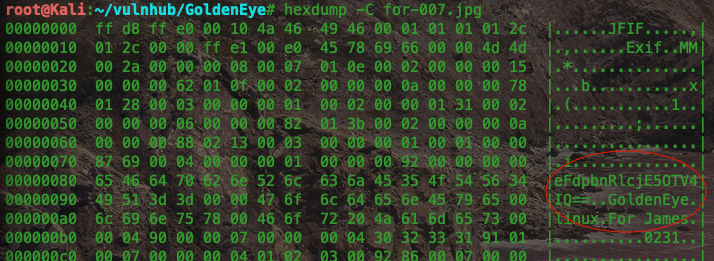 root@Kali:~/vulnhub/GoldenEye# hexdump -C for-007.jpg
00000000  ff d8 ff e0 00 10 4a 46  49 46 00 01 01 01 01 2c  |......JFIF.....,|
00000010  01 2c 00 00 ff e1 00 e0  45 78 69 66 00 00 4d 4d  |.,......Exif..MM|
00000020  00 2a 00 00 00 08 00 07  01 0e 00 02 00 00 00 15  |.*..............|
00000030  00 00 00 62 01 0f 00 02  00 00 00 0a 00 00 00 78  |...b...........x|
00000040  01 28 00 03 00 00 00 01  00 02 00 00 01 31 00 02  |.(...........1..|
00000050  00 00 00 06 00 00 00 82  01 3b 00 02 00 00 00 0a  |.........;......|
00000060  00 00 00 88 02 13 00 03  00 00 00 01 00 01 00 00  |................|
00000070  87 69 00 04 00 00 00 01  00 00 00 92 00 00 00 00  |.i..............|
00000080  65 46 64 70 62 6e 52 6c  63 6a 45 35 4f 54 56 34  |eFdpbnRlcjE5OTV4|
00000090  49 51 3d 3d 00 00 47 6f  6c 64 65 6e 45 79 65 00  |IQ==..GoldenEye.|
000000a0  6c 69 6e 75 78 00 46 6f  72 20 4a 61 6d 65 73 00  |linux.For James.|
000000b0  00 04 90 00 00 07 00 00  00 04 30 32 33 31 91 01  |..........0231..|
000000c0  00 07 00 00 00 04 01 02  03 00 92 86 00 07 00 00  |................|